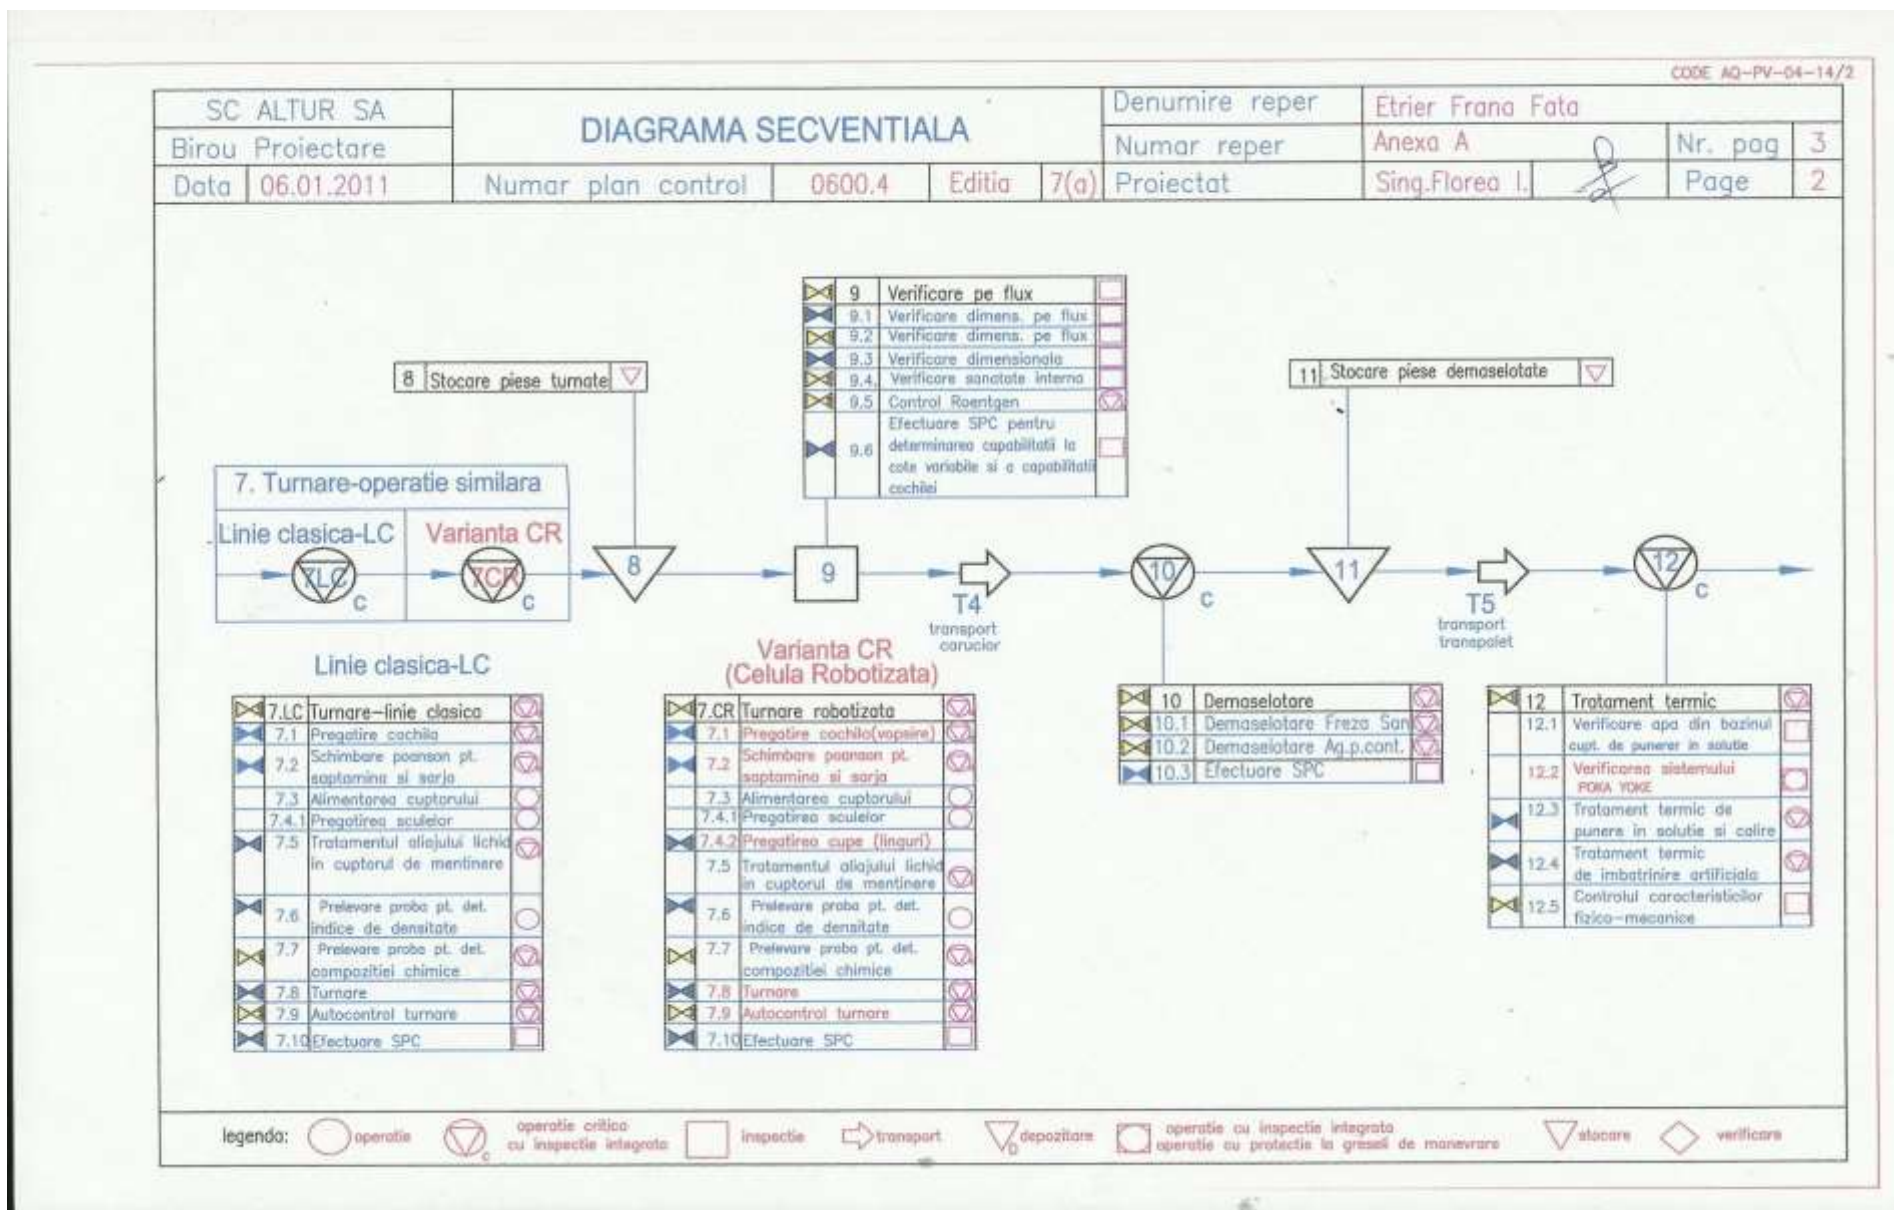 CODE AQ-PV-04-14/2
SC ALTUR SA
Birou Proiectare
Data 06.01.2011
DIAGRAMA SECVENTIALA
Numar plan control 0600.4 Editia 7(a)
Denumire reper Etrier Frana Fata
Numar reper Anexa A Nr. pag 3
Proiectat Sing.Florea I. Page 2
8 Stocare piese turnate
9 Verificare pe flux
9.1 Verificare dimens. pe flux
9.2 Verificare dimens. pe flux
9.3 Verificare dimensionala
9.4. Verificare sanatate interna
9.5 Control Roentgen
9.6 Efectuare SPC pentru
determinarea capabilitatii la
cote variabile si a capabilitatii
cochilei
11 Stocare piese demaselotate
7. Turnare-operatie similara
Linie clasica-LC
Varianta CR
7LC
C
7CR
C
8
9
T4
transport
carucior
10
C
11
T5
transport
transpalet
12
C
Linie clasica-LC
7.LC Turnare-linie clasica
7.1 Pregatire cochila
7.2 Schimbare poanson pt.
saptamina si sarja
7.3 Alimentarea cuptorului
7.4.1 Pregatirea sculelor
7.5 Tratamentul aliajului lichid
in cuptorul de mentinere
7.6 Prelevare proba pt. det.
indice de densitate
7.7 Prelevare proba pt. det.
compozitiei chimice
7.8 Turnare
7.9 Autocontrol turnare
7.10 Efectuare SPC
Varianta CR
(Celula Robotizata)
7.CR Turnare robotizata
7.1 Pregatire cochila(vopsire)
7.2 Schimbare poanson pt.
saptamina si sarja
7.3 Alimentarea cuptorului
7.4.1 Pregatirea sculelor
7.4.2 Pregatirea cupe (linguri)
7.5 Tratamentul aliajului lichid
in cuptorul de mentinere
7.6 Prelevare proba pt. det.
indice de densitate
7.7 Prelevare proba pt. det.
compozitiei chimice
7.8 Turnare
7.9 Autocontrol turnare
7.10 Efectuare SPC
10 Demaselotare
10.1 Demaselotare Freza San
10.2 Demaselotare Ag.p.cont.
10.3 Efectuare SPC
12 Tratament termic
12.1 Verificare apa din bazinul
cupt. de punerer in solutie
12.2 Verificarea sistemului
POKA YOKE
12.3 Tratament termic de
punere in solutie si calire
12.4 Tratament termic
de imbatrinire artificiala
12.5 Controlul caracteristicilor
fizico-mecanice
legenda: operatie
operatie critica
cu inspectie integrata
C
inspectie
transport
D
depozitare
operatie cu inspectie integrata
operatie cu protectie la greseli de manevrare
stocare
verificare